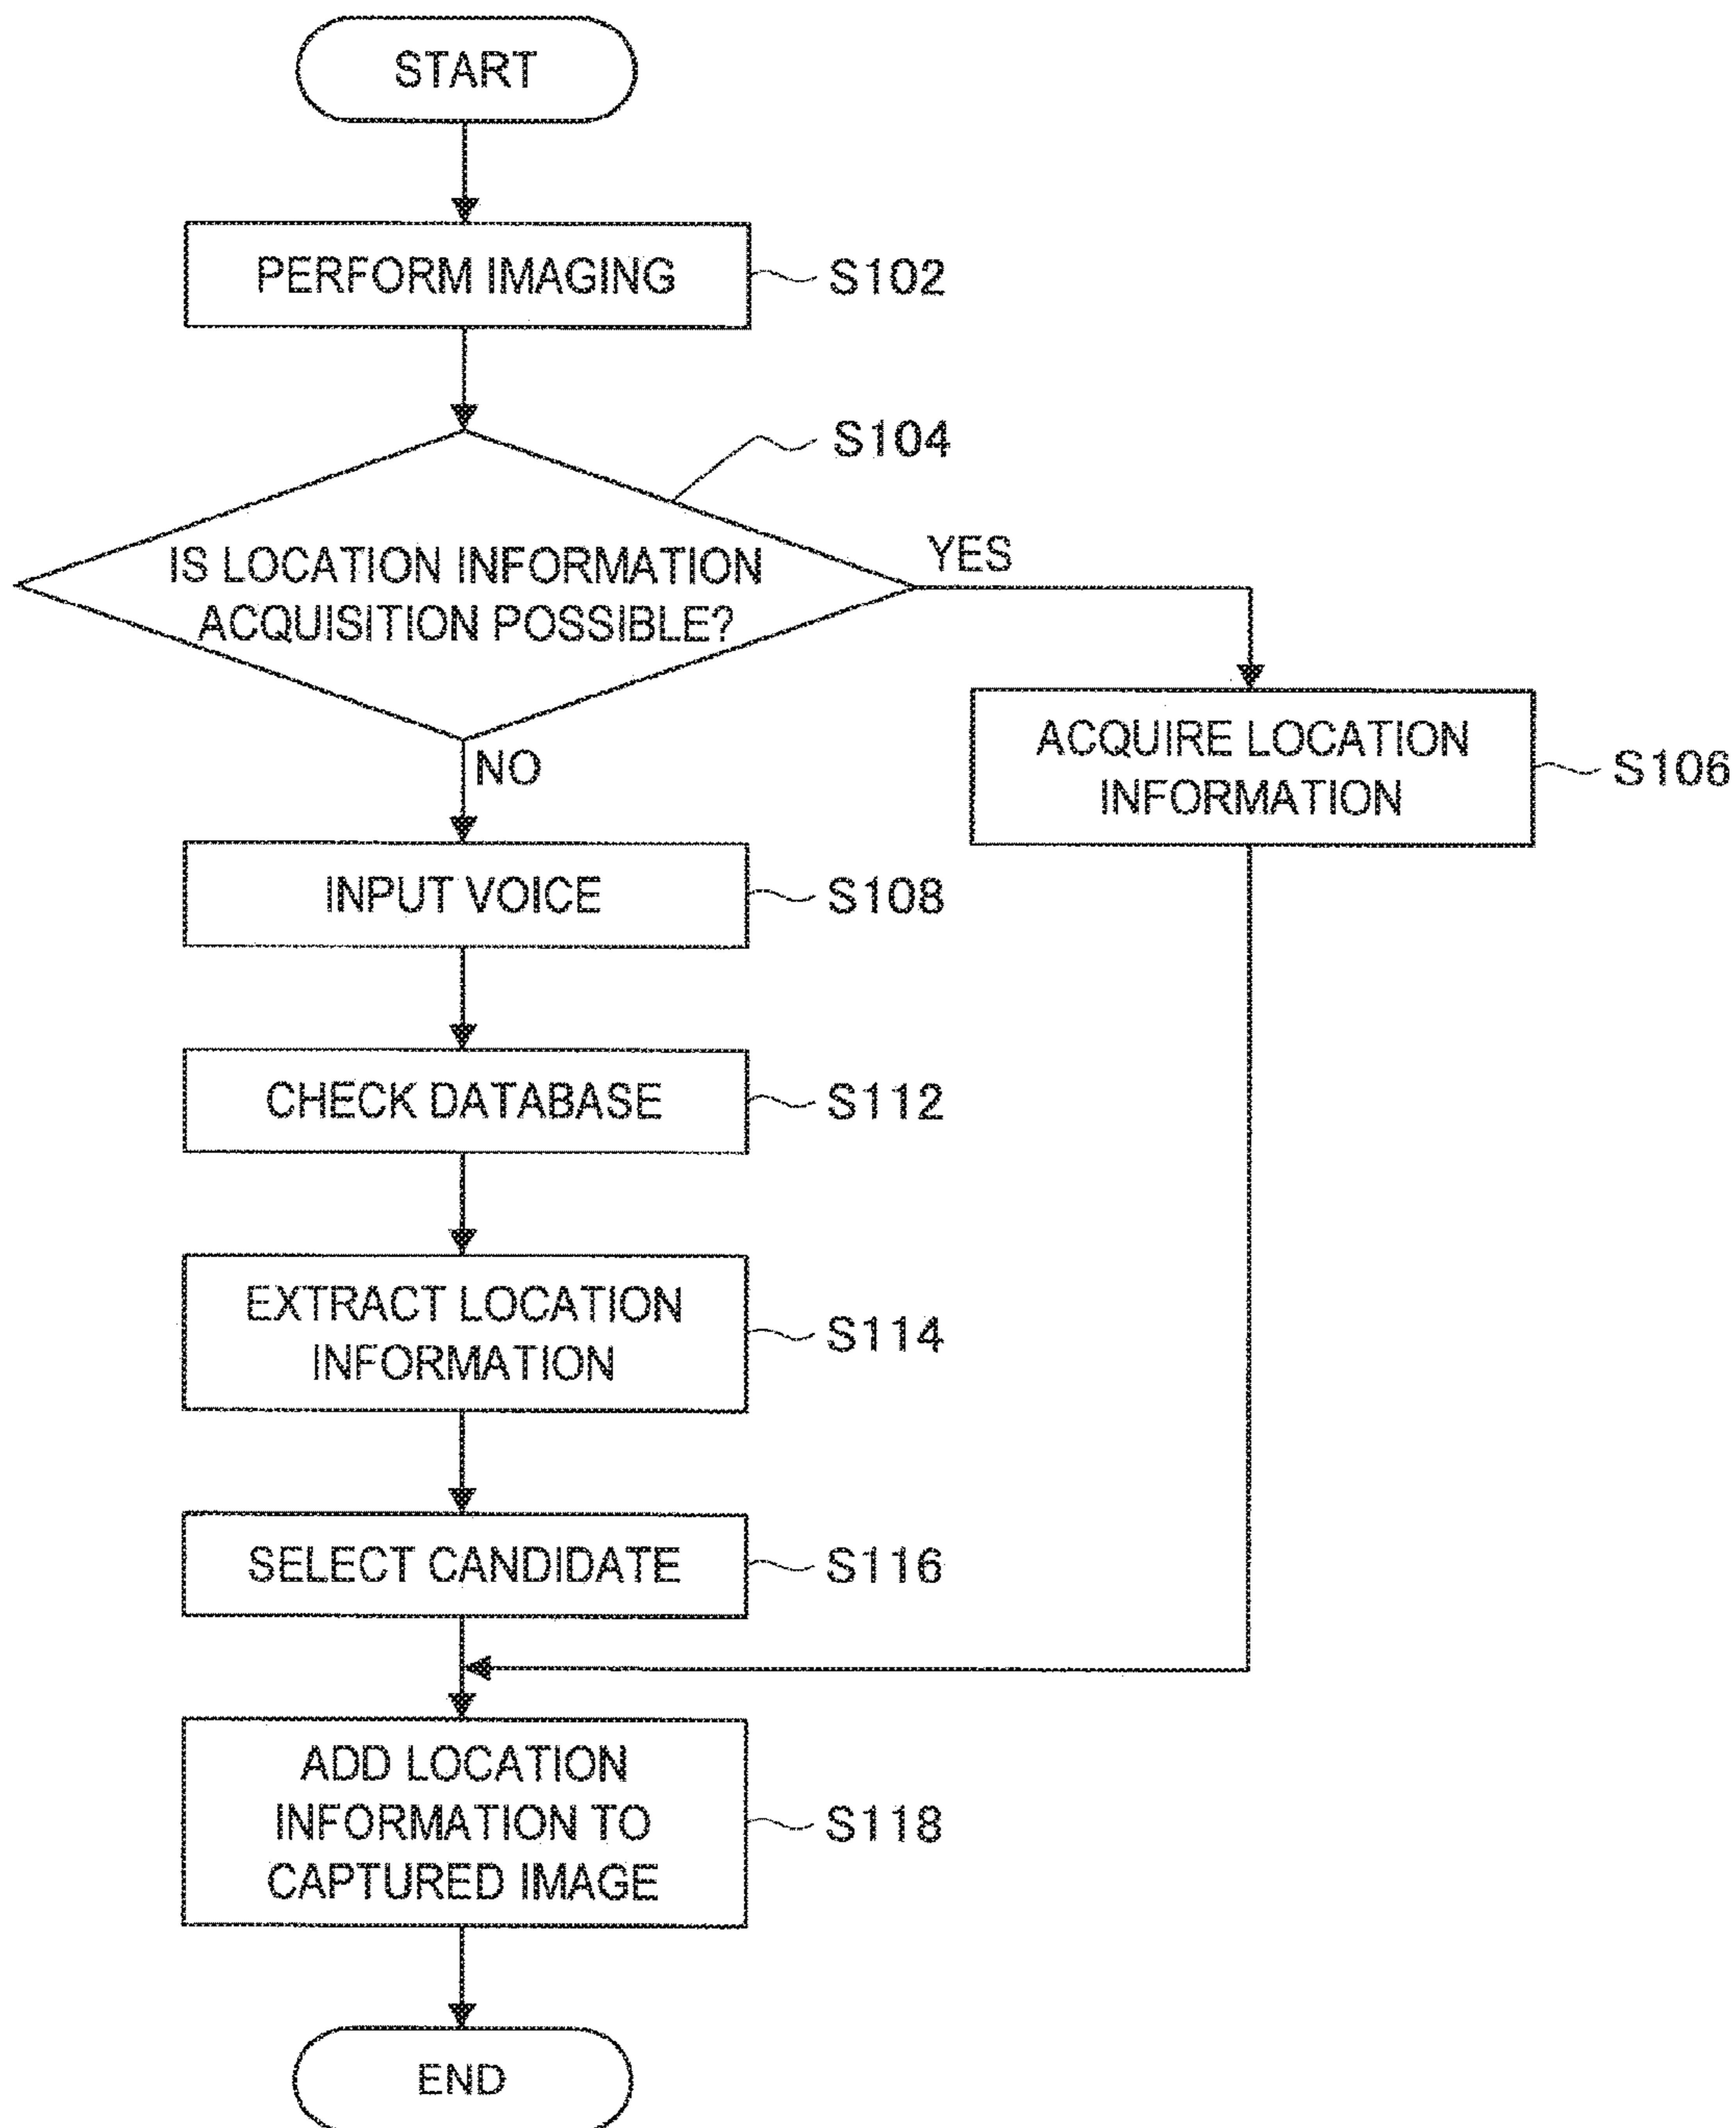 START
PERFORM IMAGING
S102
S104
IS LOCATION INFORMATION
ACQUISITION POSSIBLE?
YES
NO
ACQUIRE LOCATION
INFORMATION
S106
INPUT VOICE
S108
CHECK DATABASE
S112
EXTRACT LOCATION
INFORMATION
S114
SELECT CANDIDATE
S116
ADD LOCATION
INFORMATION TO
CAPTURED IMAGE
S118
END